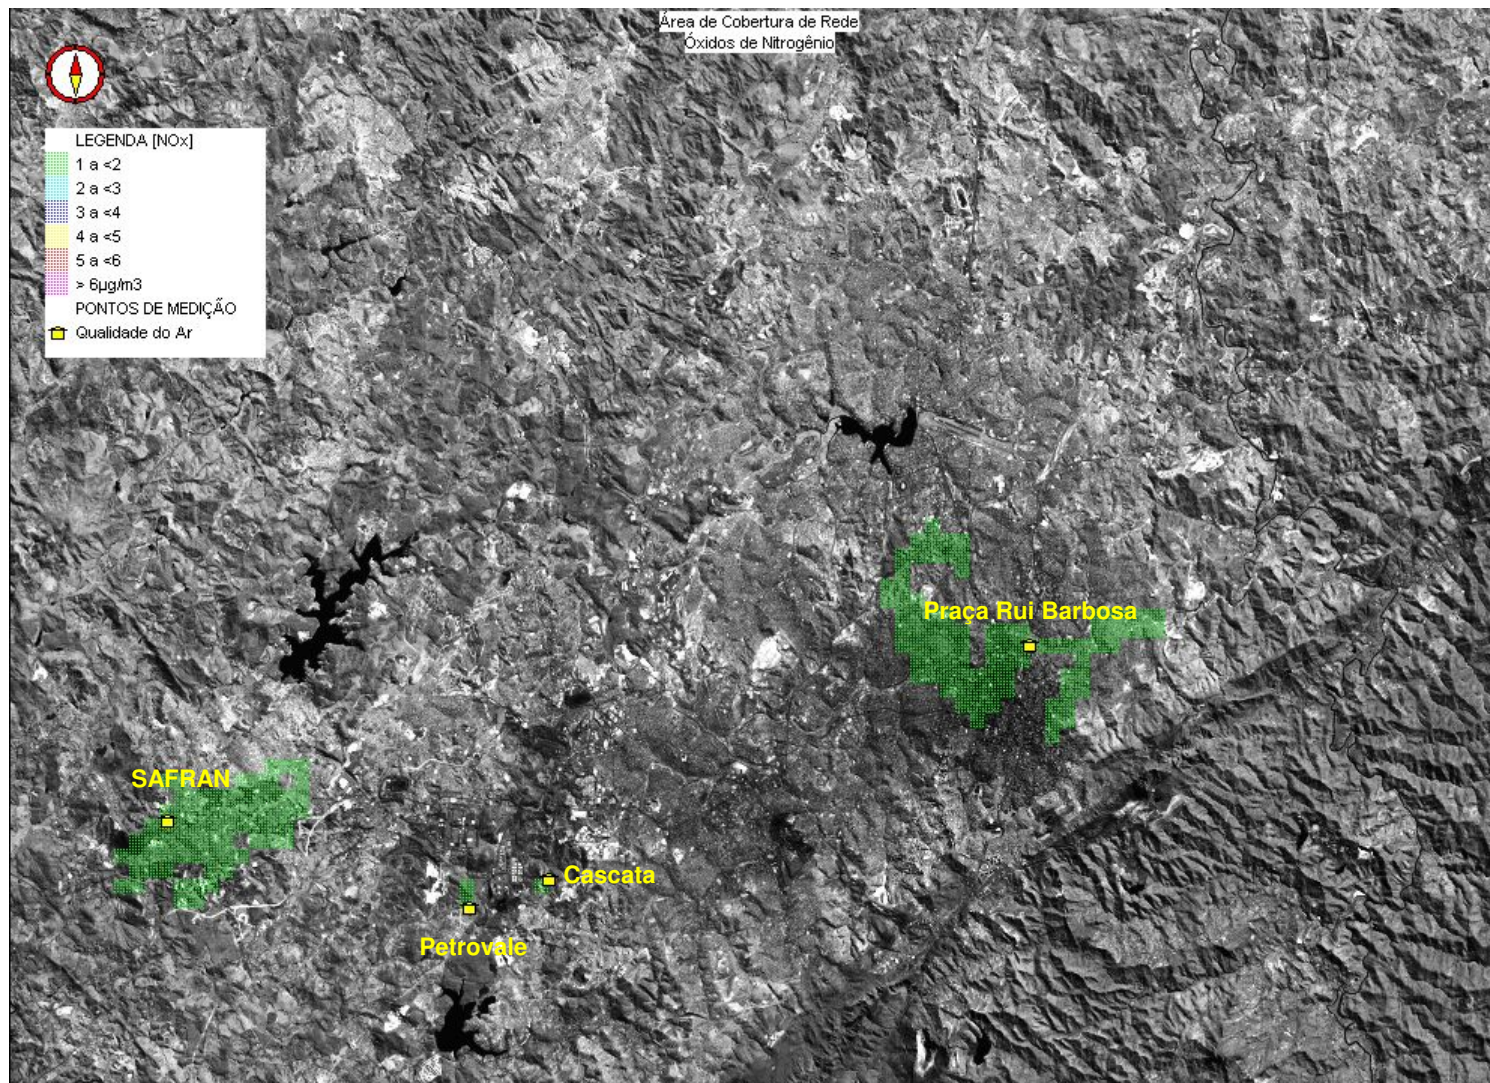 Área de Cobertura de Rede
Óxidos de Nitrogênio
LEGENDA [NOx]
1 a <2
2 a <3
3 a <4
4 a <5
5 a <6
> 6µg/m3
PONTOS DE MEDIÇÃO
Qualidade do Ar
Praça Rui Barbosa
SAFRAN
Cascata
Petrovale